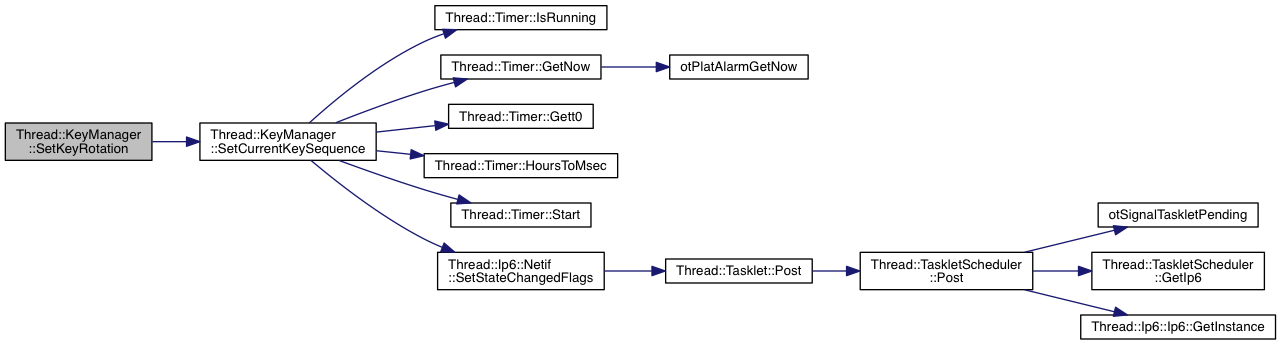 Thread::KeyManager
::SetKeyRotation
Thread::KeyManager
::SetCurrentKeySequence
Thread::Timer::IsRunning
Thread::Timer::GetNow
otPlatAlarmGetNow
Thread::Timer::Gett0
Thread::Timer::HoursToMsec
Thread::Timer::Start
Thread::Ip6::Netif
::SetStateChangedFlags
Thread::Tasklet::Post
Thread::TaskletScheduler
::Post
otSignalTaskletPending
Thread::TaskletScheduler
::GetIp6
Thread::Ip6::Ip6::GetInstance